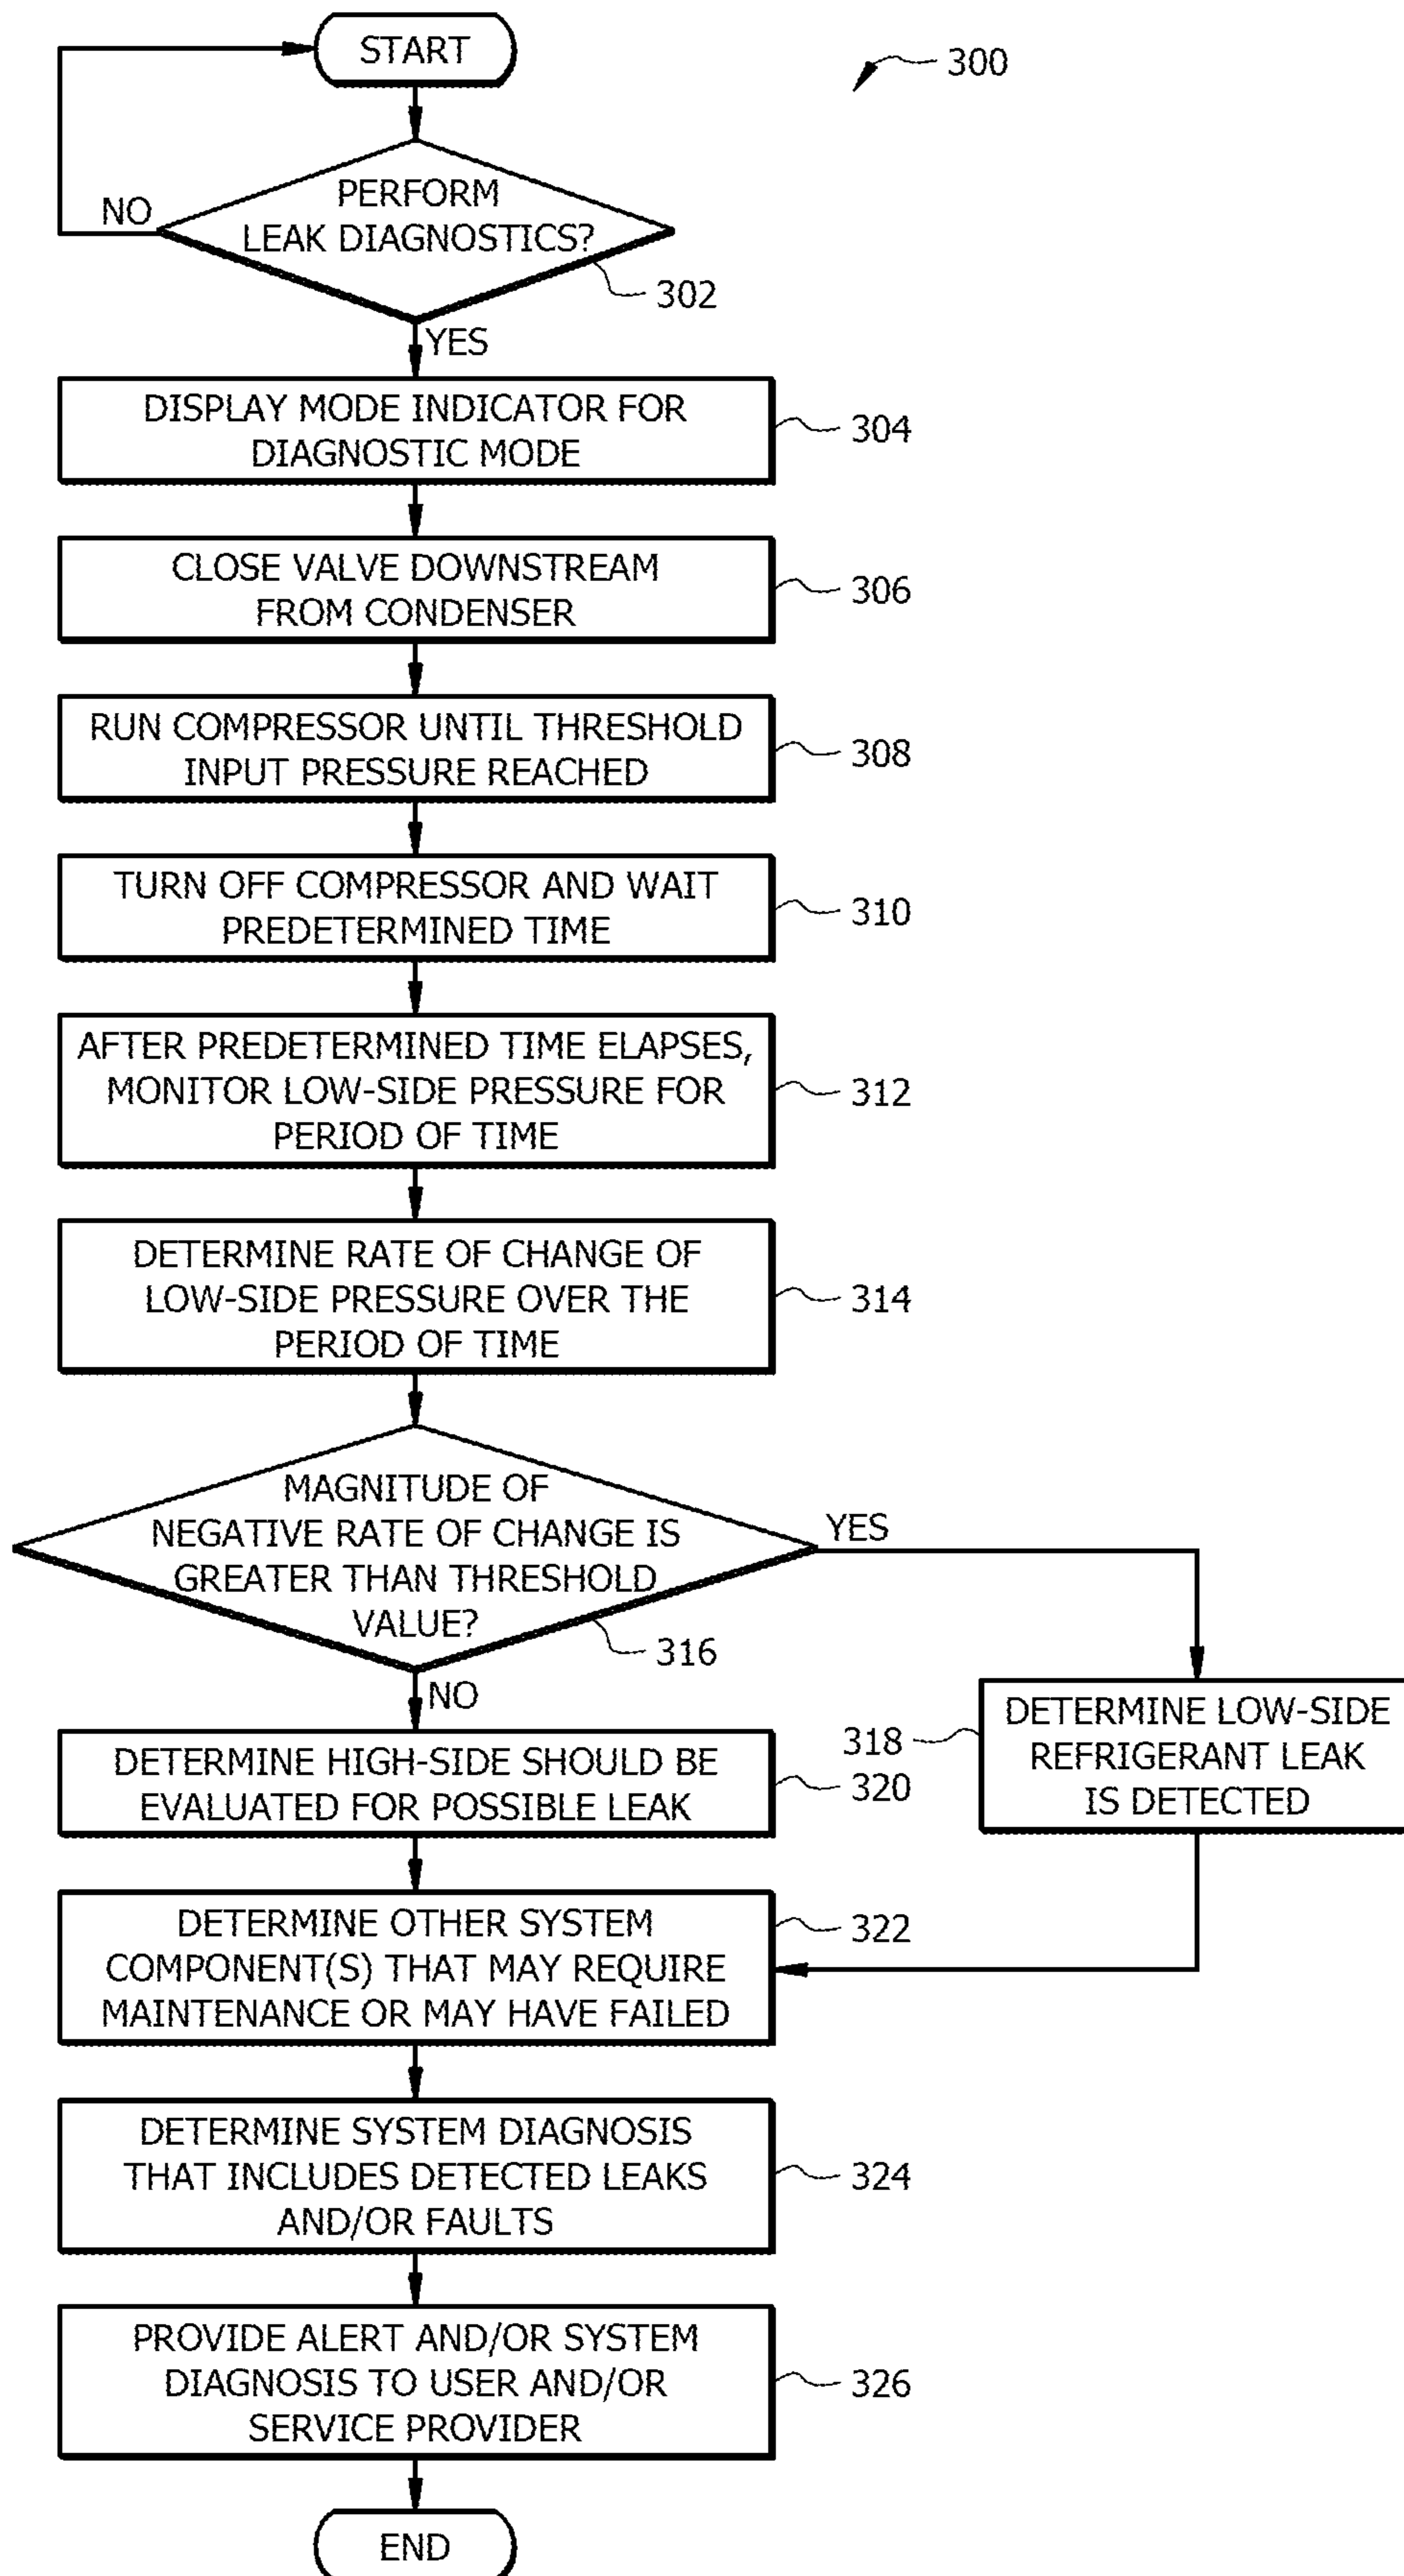 START
300
PERFORM
LEAK DIAGNOSTICS?
NO
302
YES
DISPLAY MODE INDICATOR FOR
DIAGNOSTIC MODE
304
CLOSE VALVE DOWNSTREAM
FROM CONDENSER
306
RUN COMPRESSOR UNTIL THRESHOLD
INPUT PRESSURE REACHED
308
TURN OFF COMPRESSOR AND WAIT
PREDETERMINED TIME
310
AFTER PREDETERMINED TIME ELAPSES,
MONITOR LOW-SIDE PRESSURE FOR
PERIOD OF TIME
312
DETERMINE RATE OF CHANGE OF
LOW-SIDE PRESSURE OVER THE
PERIOD OF TIME
314
MAGNITUDE OF
NEGATIVE RATE OF CHANGE IS
GREATER THAN THRESHOLD
VALUE?
YES
316
NO
318
DETERMINE LOW-SIDE
REFRIGERANT LEAK
IS DETECTED
DETERMINE HIGH-SIDE SHOULD BE
EVALUATED FOR POSSIBLE LEAK
320
DETERMINE OTHER SYSTEM
COMPONENT(S) THAT MAY REQUIRE
MAINTENANCE OR MAY HAVE FAILED
322
DETERMINE SYSTEM DIAGNOSIS
THAT INCLUDES DETECTED LEAKS
AND/OR FAULTS
324
PROVIDE ALERT AND/OR SYSTEM
DIAGNOSIS TO USER AND/OR
SERVICE PROVIDER
326
END